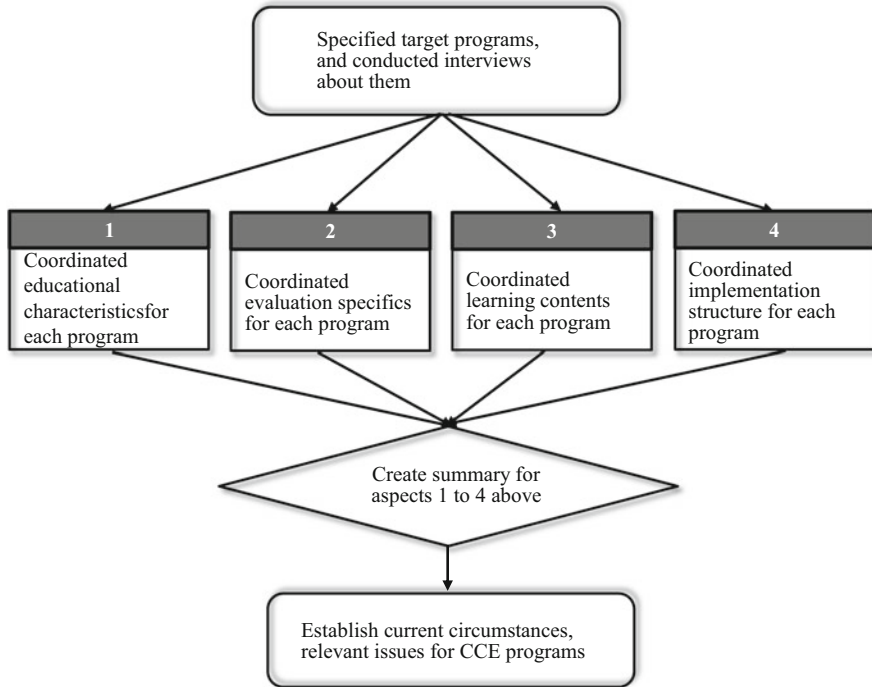 Specified target programs,
and conducted interviews
about them
1
Coordinated
educational
characteristicsfor
each program
2
Coordinated
evaluation specifics
for each program
3
Coordinated
learning contents
for each program
4
Coordinated
implementation
structure for each
program
Create summary for
aspects 1 to 4 above
Establish current circumstances,
relevant issues for CCE programs